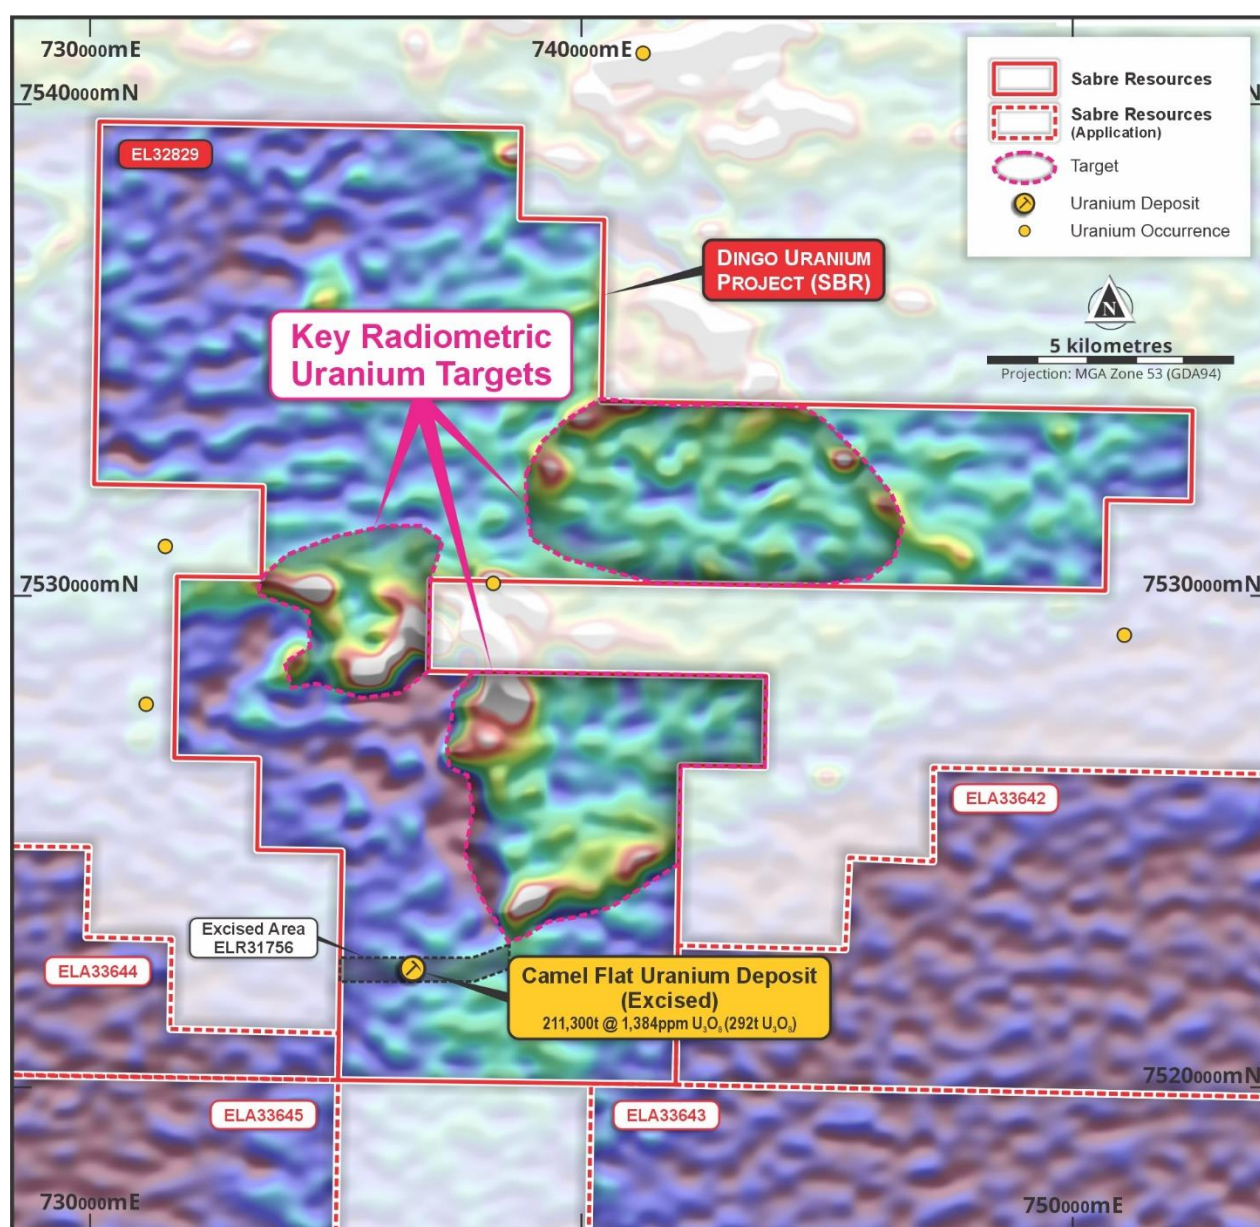 730000mE
740000mE
7540000mN
N
Sabre Resources
Sabre Resources
(Application)
Target
Uranium Deposit
Uranium Occurrence
EL32829
DINGO URANIUM
PROJECT (SBR)
N
5 kilometres
Projection: MGA Zone 53 (GDA94)
Key Radiometric
Uranium Targets
7530000mN
7530000mN
ELA33642
Excised Area
ELR31756
ELA33644
Camel Flat Uranium Deposit
(Excised)
211,300t @ 1,384ppm U₃O₈ (292t U₃O₈)
7520000mN
ELA33645
ELA33643
730000mE
750000mE